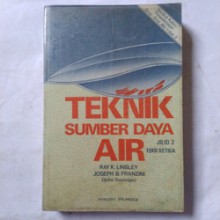 TEKNIK
SUMBER DAYA
AIR
JILID 2
EDISI KETIGA
RAY K. LINSLEY
JOSEPH B. FRANZINI